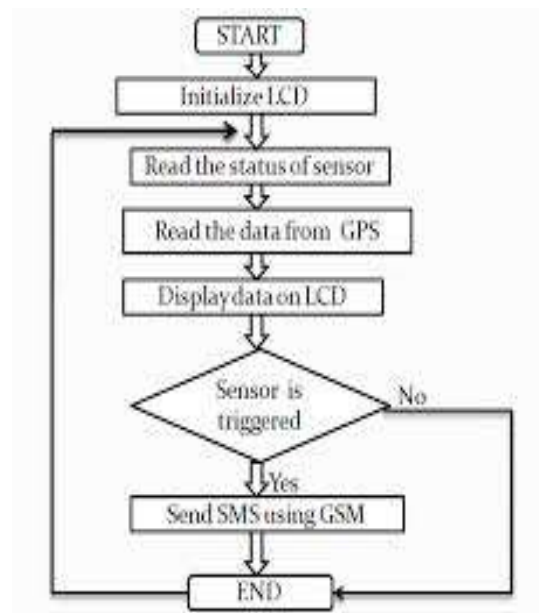 START
Initialize LCD
Read the status of sensor
Read the data from GPS
Display data on LCD
Sensor is
triggered
No
Yes
Send SMS using GSM
END